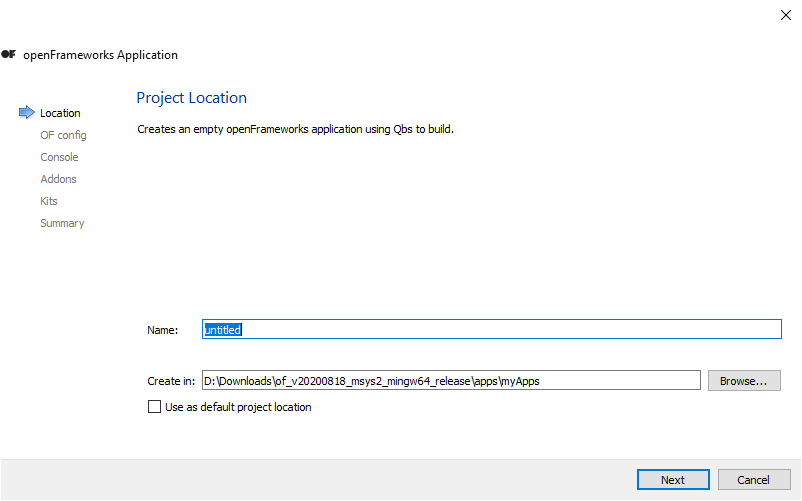 OF openFrameworks Application
Location
OF config
Console
Addons
Kits
Summary
Project Location
Creates an empty openFrameworks application using Qbs to build.
Name: untitled
Create in: D:\Downloads\of_v20200818_msys2_mingw64_release\apps\myApps Browse...
Use as default project location
Next Cancel